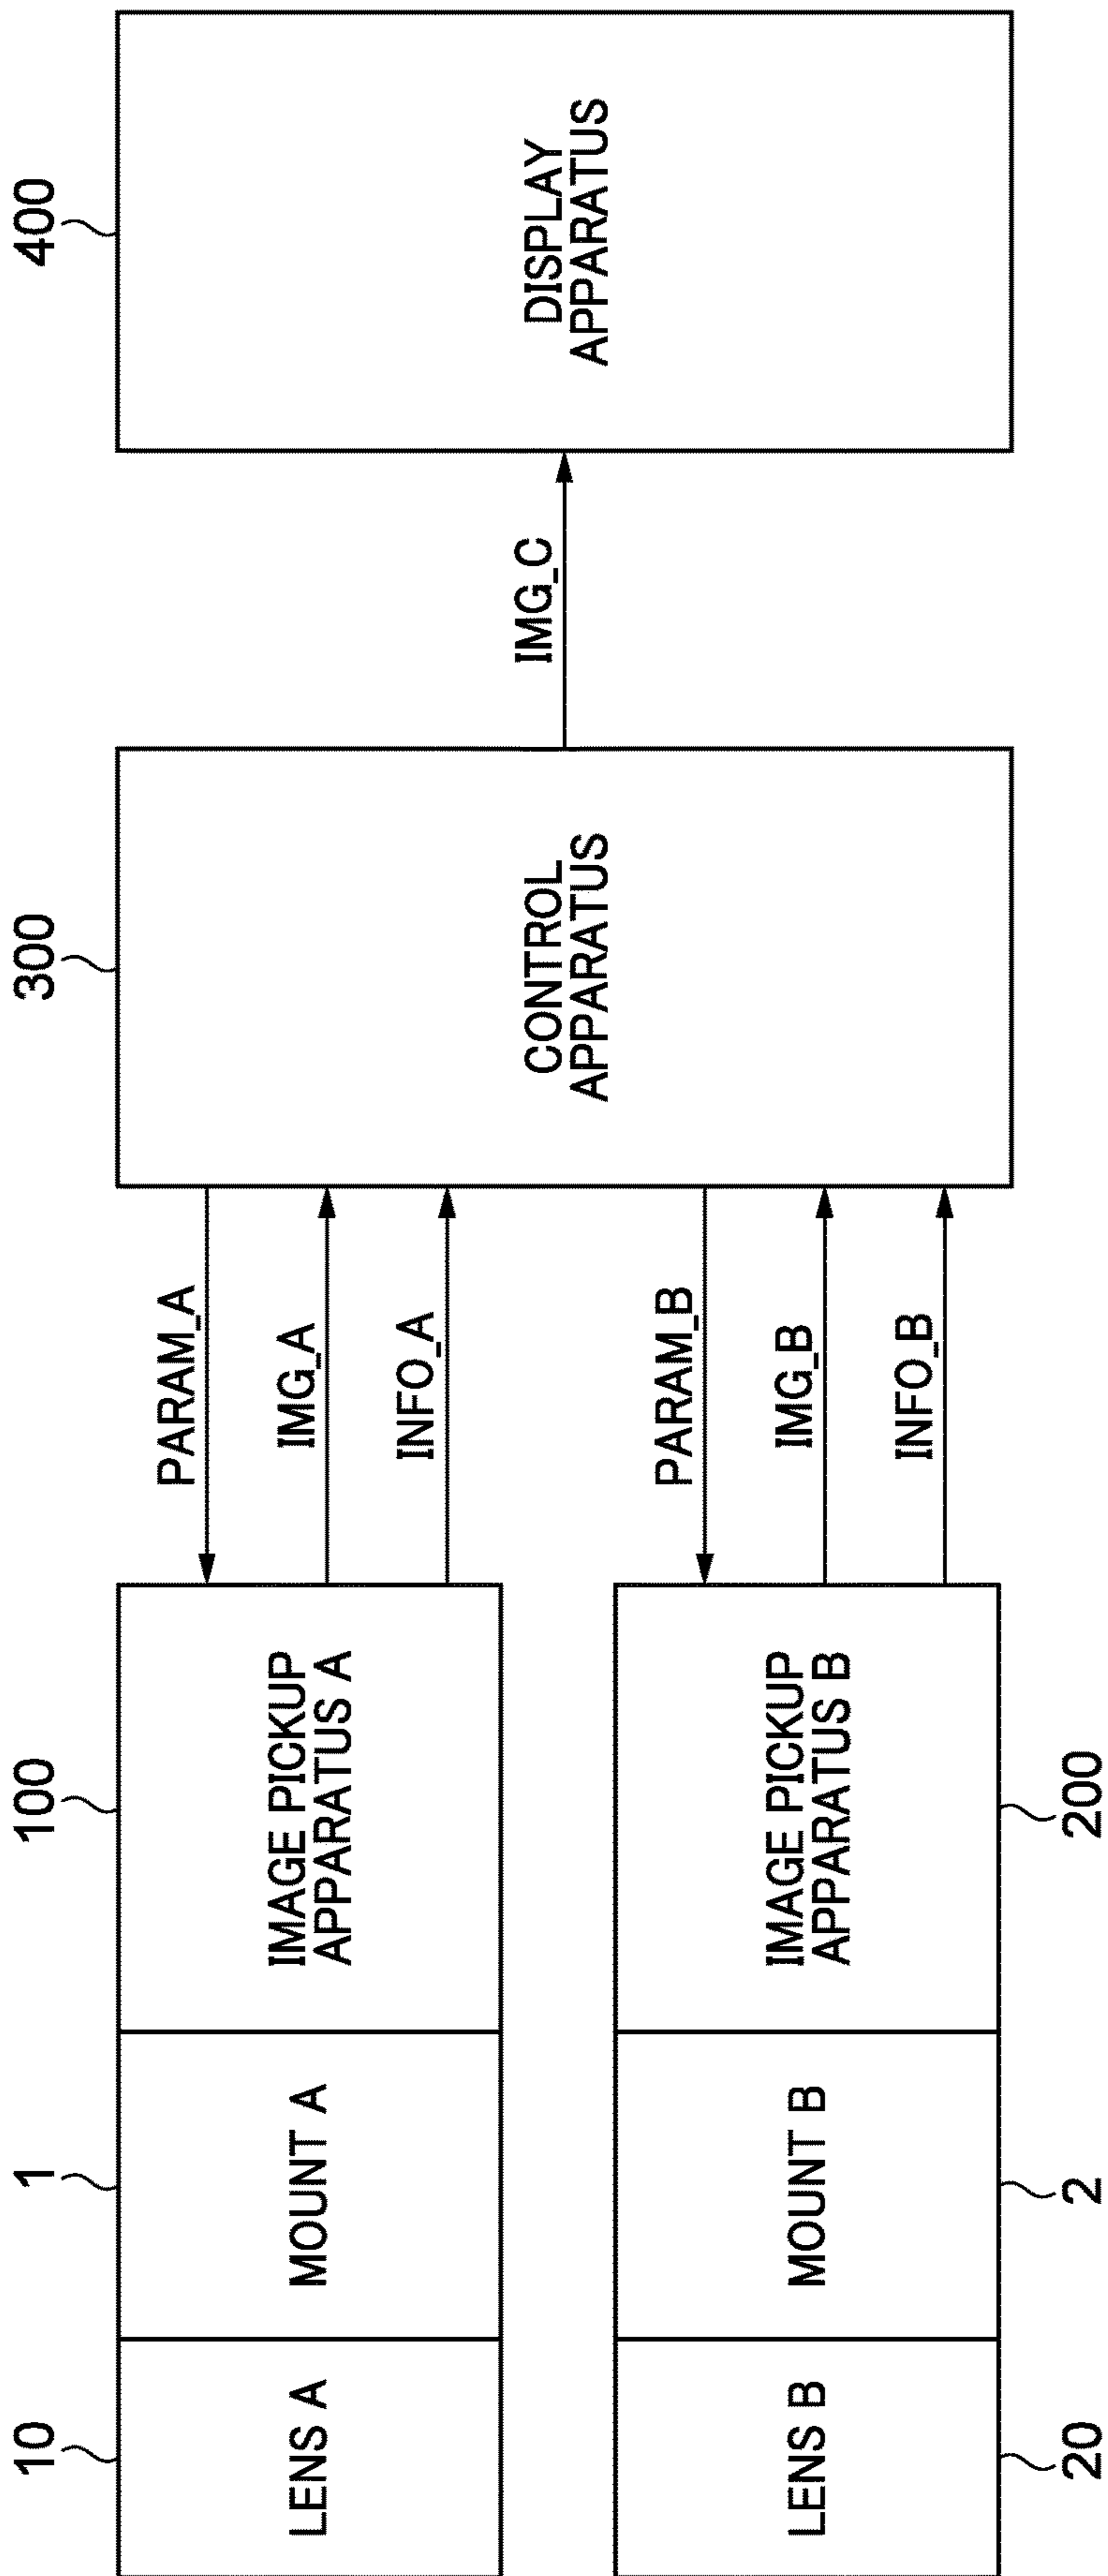 10
1
100
300
400
LENS A
MOUNT A
IMAGE PICKUP
APPARATUS A
PARAM_A
IMG_A
INFO_A
CONTROL
APPARATUS
IMG_C
DISPLAY
APPARATUS
LENS B
MOUNT B
IMAGE PICKUP
APPARATUS B
PARAM_B
IMG_B
INFO_B
20
2
200